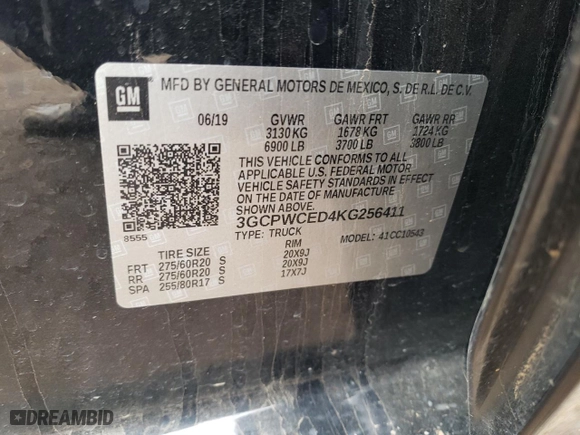 GM
MFD BY GENERAL MOTORS DE MEXICO, S. DE R.L. DE C.V.
06/19 GVWR GAWR FRT GAWR RR
3130 KG 1678 KG 1724 KG
6900 LB 3700 LB 3800 LB
THIS VEHICLE CONFORMS TO ALL
APPLICABLE U.S. FEDERAL MOTOR
VEHICLE SAFETY STANDARDS IN EFFECT
ON THE DATE OF MANUFACTURE
SHOWN ABOVE.
3GCPWCED4KG256411
8555
TYPE: TRUCK MODEL: 41CC10543
TIRE SIZE RIM
FRT 275/60R20 S 20X9J
RR 275/60R20 S 20X9J
SPA 255/80R17 S 17X7J
DREAMBID